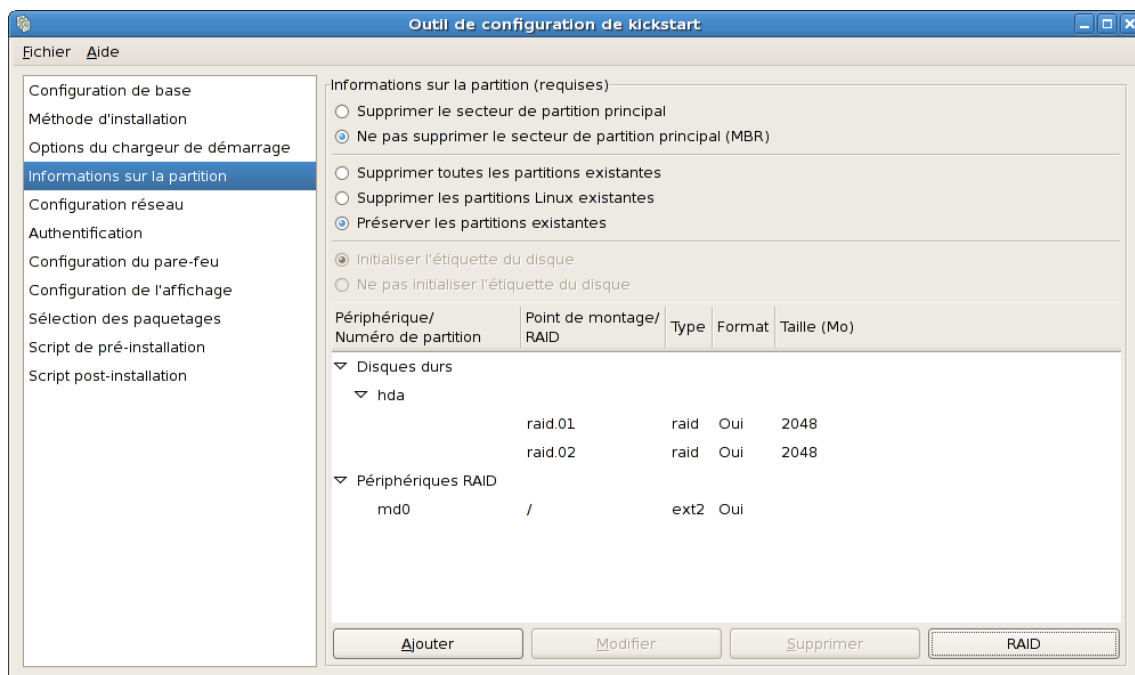 Outil de configuration de kickstart
Fichier Aide
Configuration de base
Méthode d'installation
Options du chargeur de démarrage
Informations sur la partition
Configuration réseau
Authentification
Configuration du pare-feu
Configuration de l'affichage
Sélection des paquetages
Script de pré-installation
Script post-installation
Informations sur la partition (requises)
Supprimer le secteur de partition principal
Ne pas supprimer le secteur de partition principal (MBR)
Supprimer toutes les partitions existantes
Supprimer les partitions Linux existantes
Préserver les partitions existantes
Initialiser l'étiquette du disque
Ne pas initialiser l'étiquette du disque
Périphérique/
Numéro de partition
Point de montage/
RAID
Type
Format
Taille (Mo)
Disques durs
hda
raid.01 raid Oui 2048
raid.02 raid Oui 2048
Périphériques RAID
md0 / ext2 Oui
Ajouter Modifier Supprimer RAID